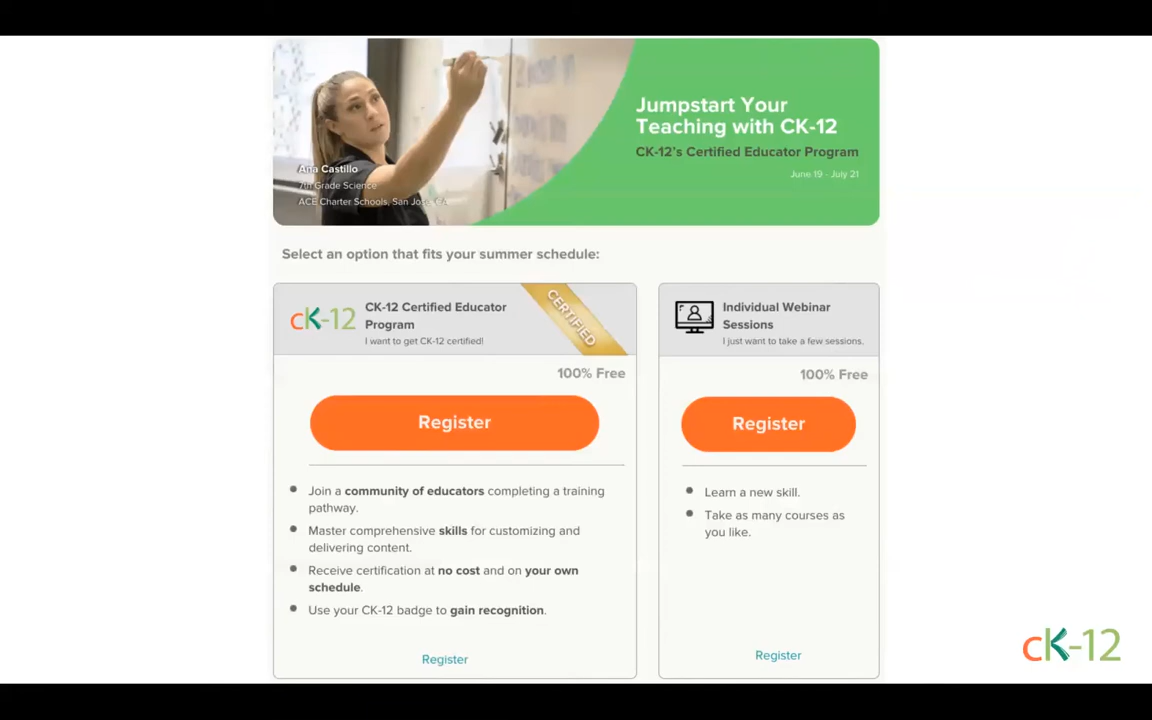 Jumpstart Your
Teaching with CK-12
CK-12's Certified Educator Program
June 19 - July 21
Ana Castillo
7th Grade Science
ACE Charter Schools, San Jose, CA
Select an option that fits your summer schedule:
cK-12
CK-12 Certified Educator
Program
I want to get CK-12 certified!
CERTIFIED
100% Free
Register
Join a community of educators completing a training
pathway.
Master comprehensive skills for customizing and
delivering content.
Receive certification at no cost and on your own
schedule.
Use your CK-12 badge to gain recognition.
Register
Individual Webinar
Sessions
I just want to take a few sessions.
100% Free
Register
Learn a new skill.
Take as many courses as
you like.
Register
cK-12